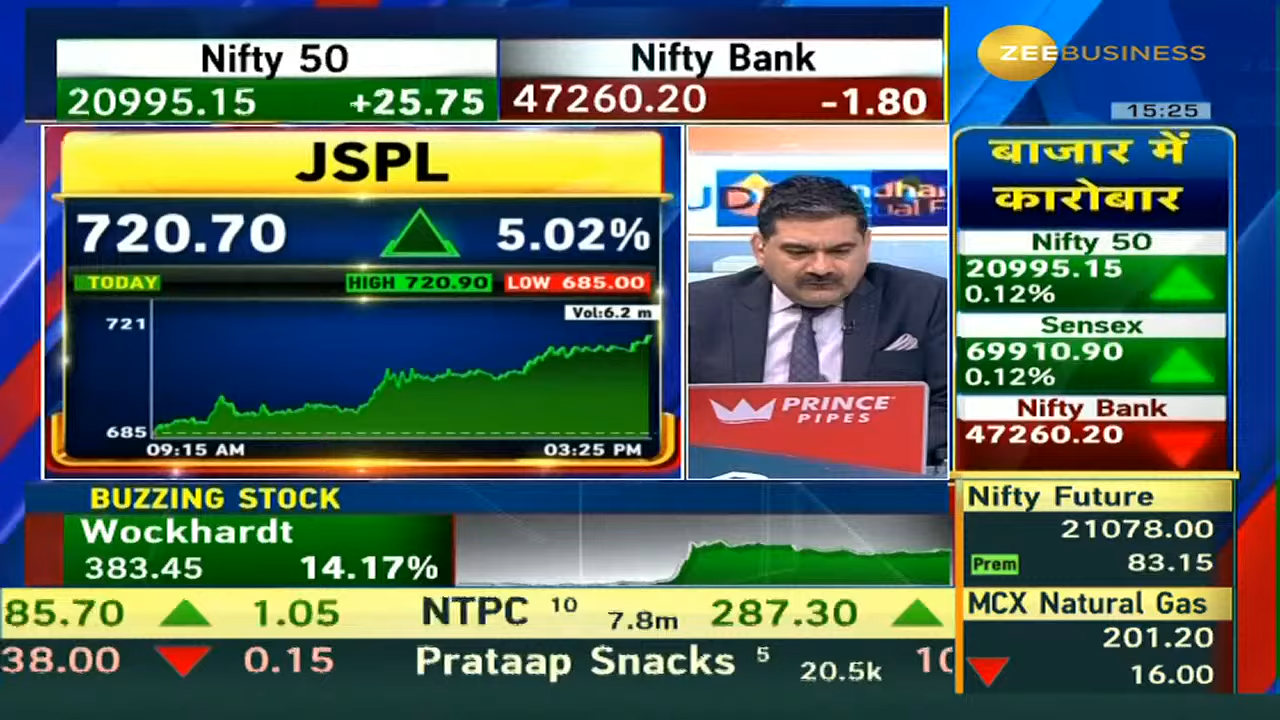 Nifty 50
20995.15 +25.75
Nifty Bank
47260.20 -1.80
ZEEBUSINESS
15:25
JSPL
720.70 5.02%
TODAY HIGH 720.90 LOW 685.00
Vol:6.2 m
721
685
09:15 AM 03:25 PM
PRINCE
PIPES
बाजार में
कारोबार
Nifty 50
20995.15
0.12%
Sensex
69910.90
0.12%
Nifty Bank
47260.20
Nifty Future
21078.00
Prem 83.15
MCX Natural Gas
201.20
16.00
BUZZING STOCK
Wockhardt
383.45 14.17%
85.70 1.05 NTPC 10 7.8m 287.30
38.00 0.15 Prataap Snacks 5 20.5k 10